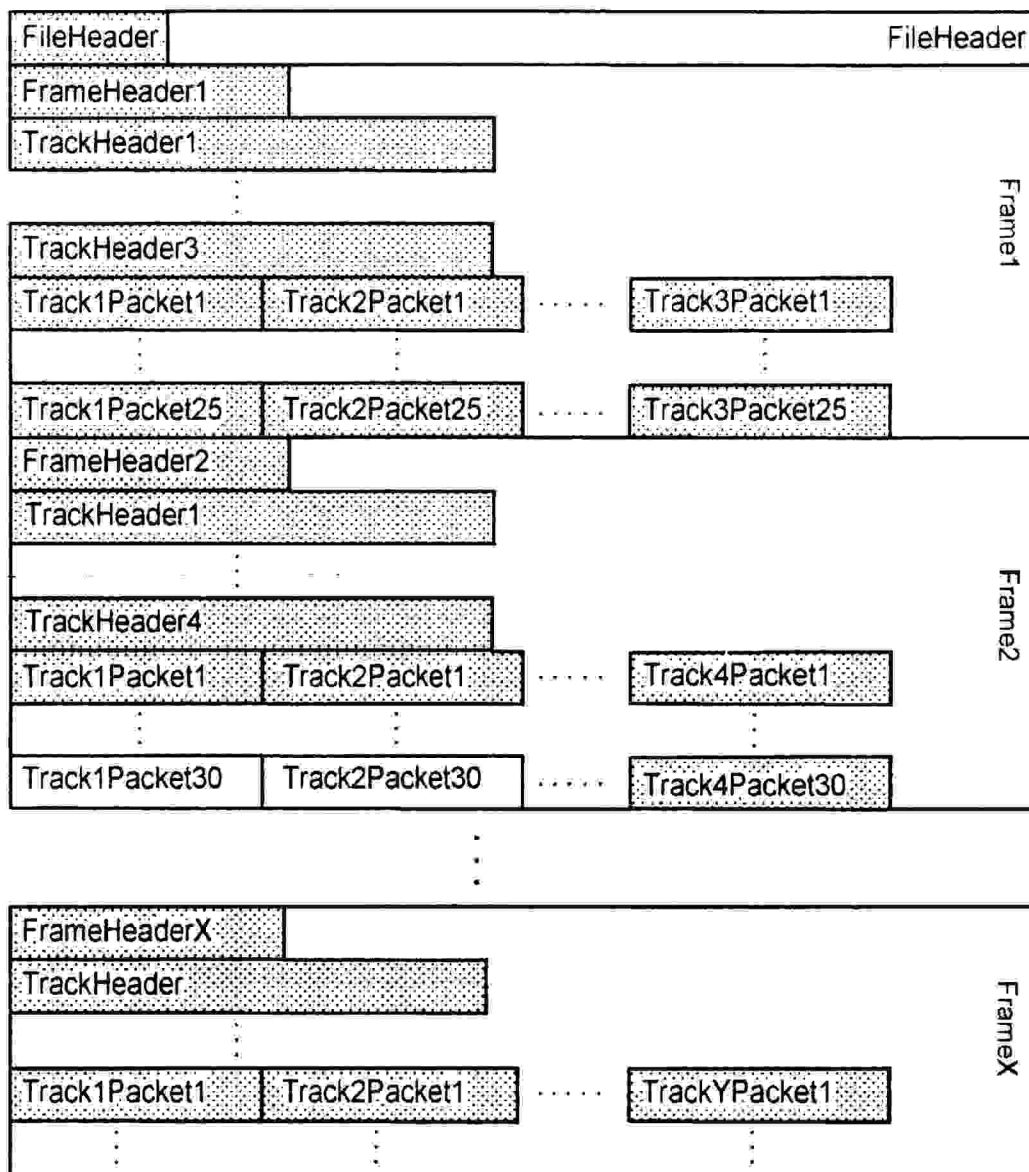 FileHeader FileHeader
FrameHeader1
TrackHeader1
Frame1
TrackHeader3
Track1Packet1 Track2Packet1 ..... Track3Packet1
Track1Packet25 Track2Packet25 ..... Track3Packet25
FrameHeader2
TrackHeader1
Frame2
TrackHeader4
Track1Packet1 Track2Packet1 ..... Track4Packet1
Track1Packet30 Track2Packet30 ..... Track4Packet30
FrameHeaderX
TrackHeader.
FrameX
Track1Packet1 Track2Packet1 ..... TrackYPacket1